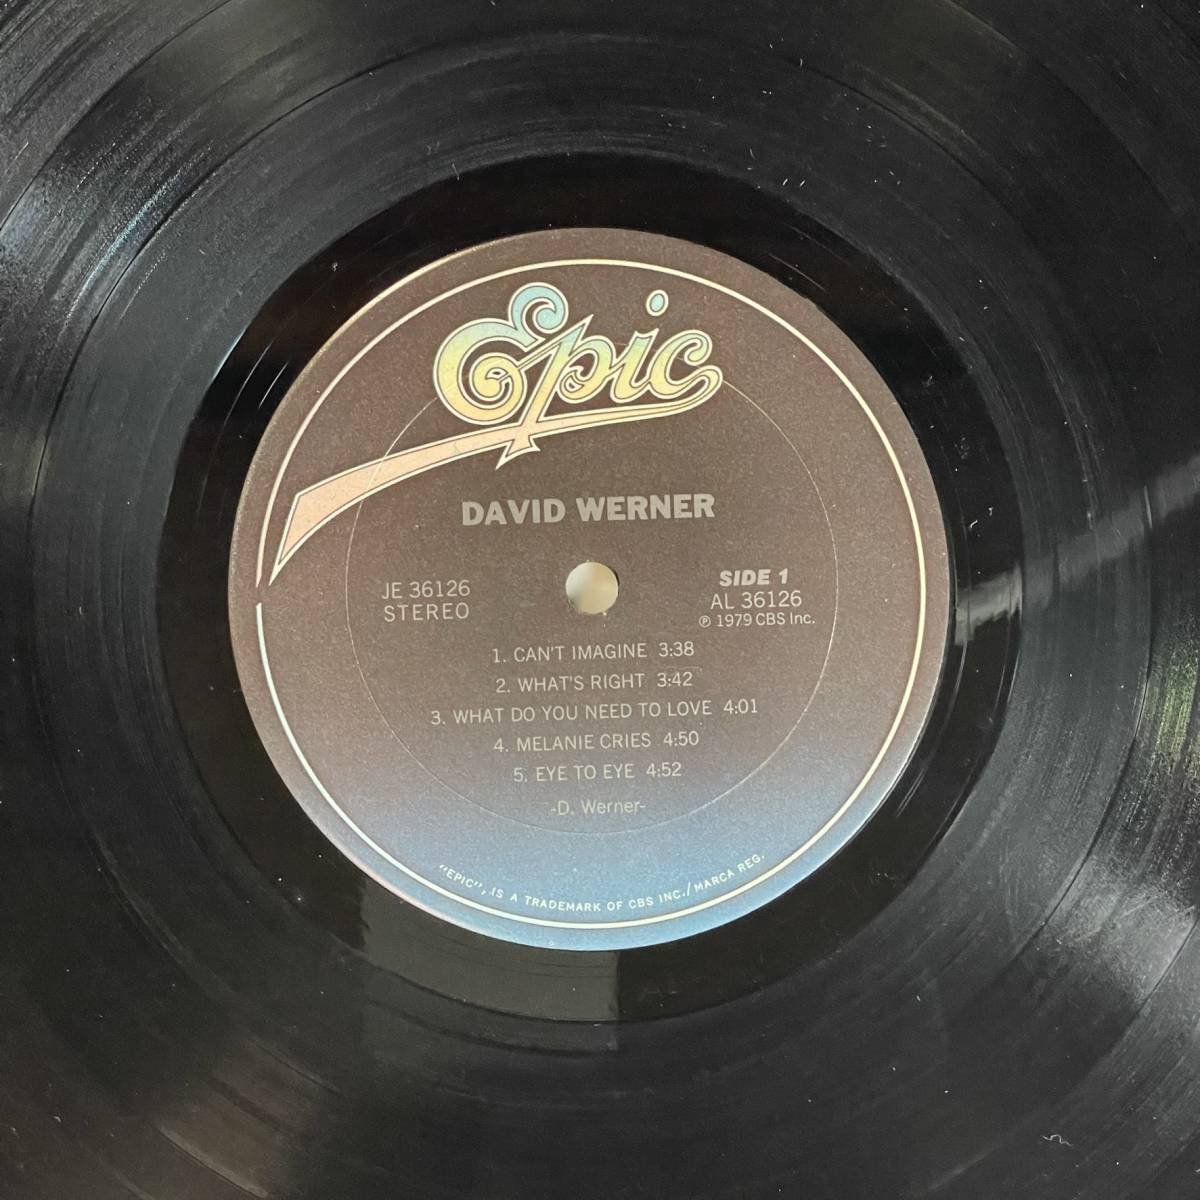 Epic
DAVID WERNER
JE 36126
STEREO
SIDE 1
AL 36126
℗ 1979 CBS Inc.
1. CAN'T IMAGINE 3:38
2. WHAT'S RIGHT 3:42
3. WHAT DO YOU NEED TO LOVE 4:01
4. MELANIE CRIES 4:50
5. EYE TO EYE 4:52
-D. Werner-
"EPIC", IS A TRADEMARK OF CBS INC./MARCA REG.